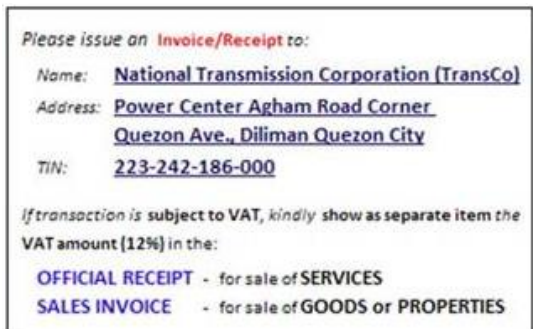 Please issue an Invoice/Receipt to:
Name: National Transmission Corporation (TransCo)
Address: Power Center Agham Road Corner
Quezon Ave., Diliman Quezon City
TIN: 223-242-186-000
If transaction is subject to VAT, kindly show as separate item the
VAT amount (12%) in the:
OFFICIAL RECEIPT - for sale of SERVICES
SALES INVOICE - for sale of GOODS or PROPERTIES